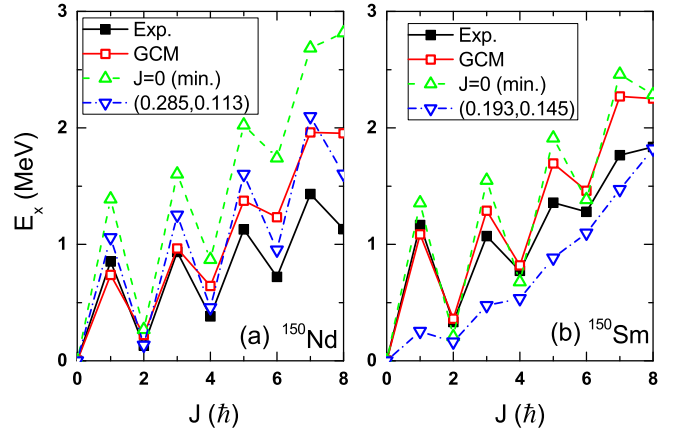 3
2
1
0
E_x (MeV)
Exp.
GCM
J=0 (min.)
(0.285,0.113)
(a) ^150Nd
0 2 4 6 8
J (ħ)
3
2
1
0
Exp.
GCM
J=0 (min.)
(0.193,0.145)
(b) ^150Sm
0 2 4 6 8
J (ħ)